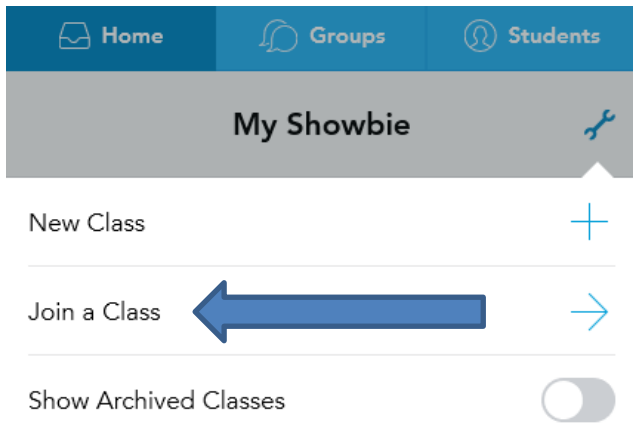 Home Groups Students
My Showbie
New Class
Join a Class
Show Archived Classes